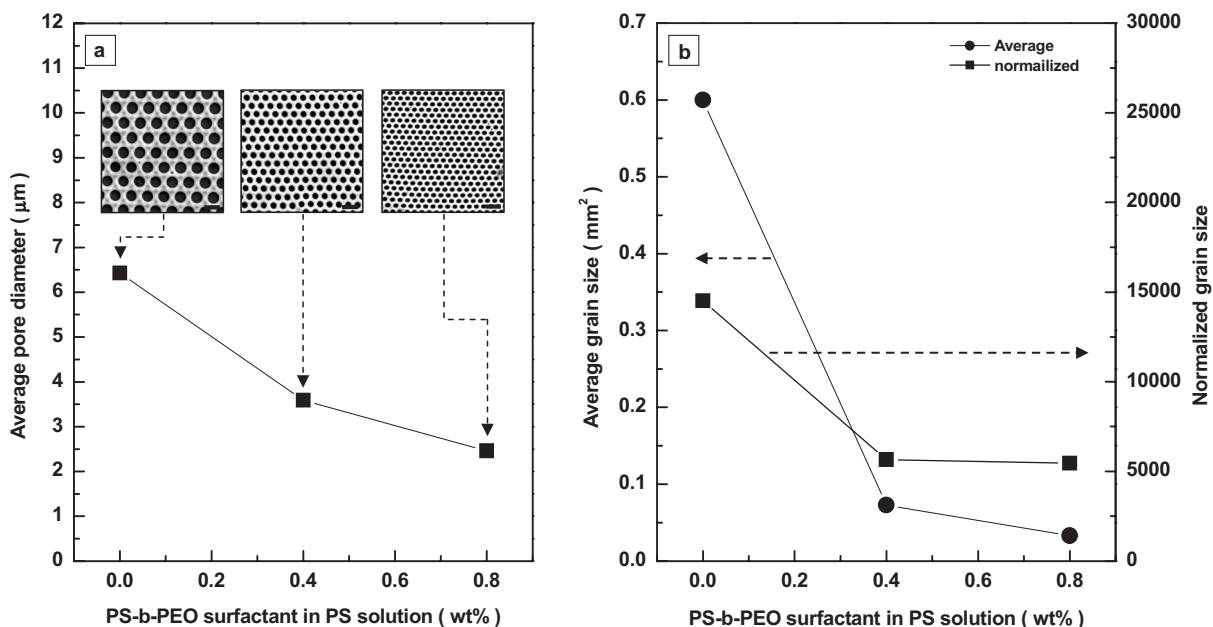 a
12
11
10
9
8
7
6
5
4
3
2
1
0
Average pore diameter ( μm )
0.0 0.2 0.4 0.6 0.8
PS-b-PEO surfactant in PS solution ( wt% )
b
Average
normailized
0.7
0.6
0.5
0.4
0.3
0.2
0.1
0.0
Average grain size ( mm²)
30000
25000
20000
15000
10000
5000
0
Normalized grain size
0.0 0.2 0.4 0.6 0.8
PS-b-PEO surfactant in PS solution ( wt% )